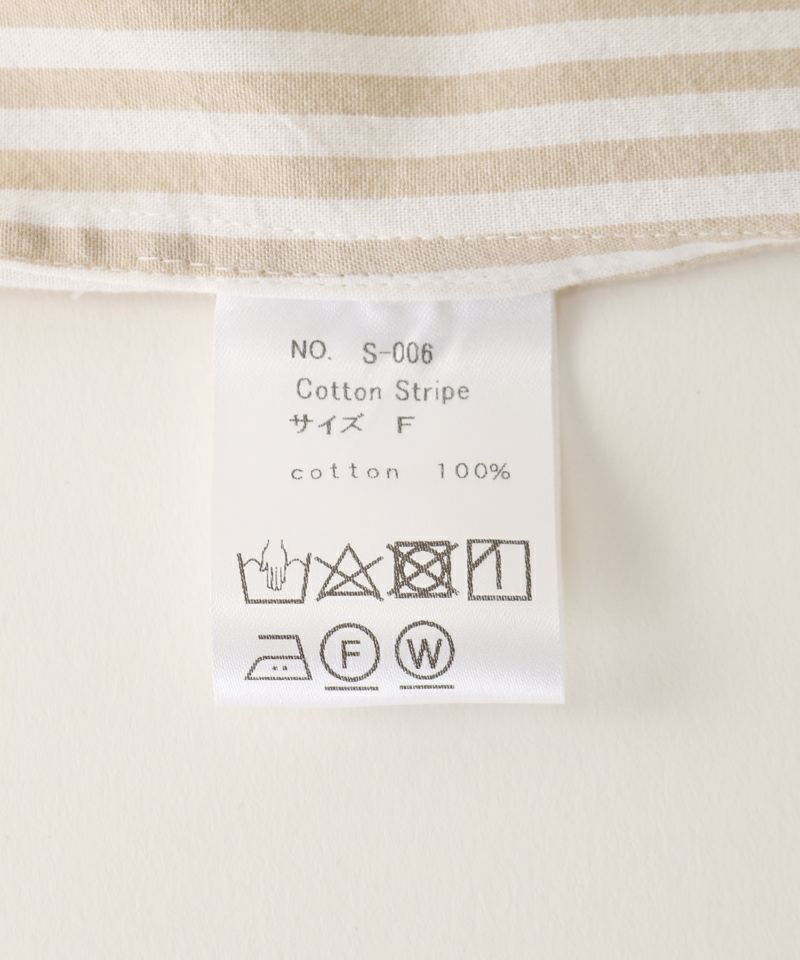 NO. S-006
Cotton Stripe
サイズ F
cotton 100%
F W